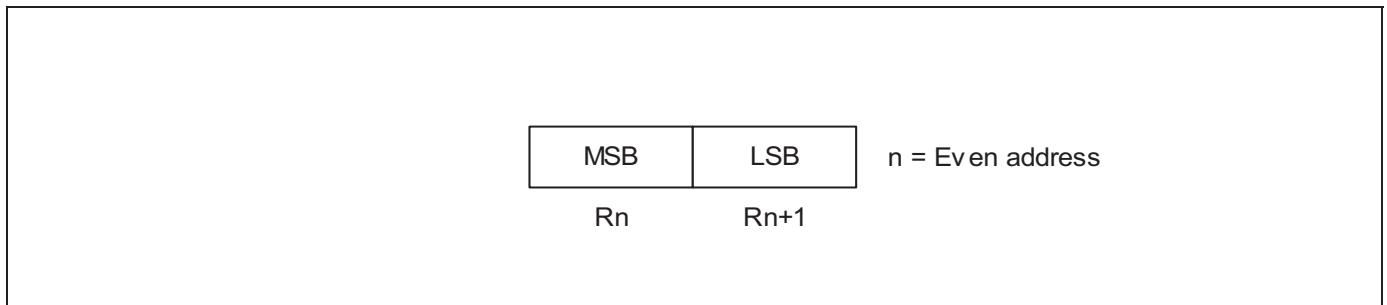 MSB LSB n = Even address
Rn Rn+1